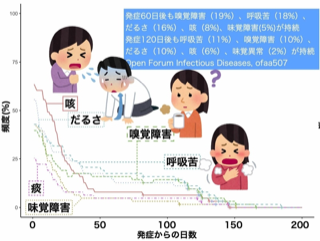 発症60日後も嗅覚障害（19%）、呼吸苦（18%）、
だるさ（16%）、咳（8%)、味覚障害(5%)が持続
発症120日後は呼吸苦（11%）、嗅覚障害（10%）、
だるさ（10%）、咳（6%）、味覚異常（2%）が持続
Open Forum Infectious Diseases, ofaa507
100
75
50
25
0
頻度(%)
咳
だるさ
?
嗅覚障害
呼吸苦
痰
味覚障害
0
50
100
150
200
発症からの日数